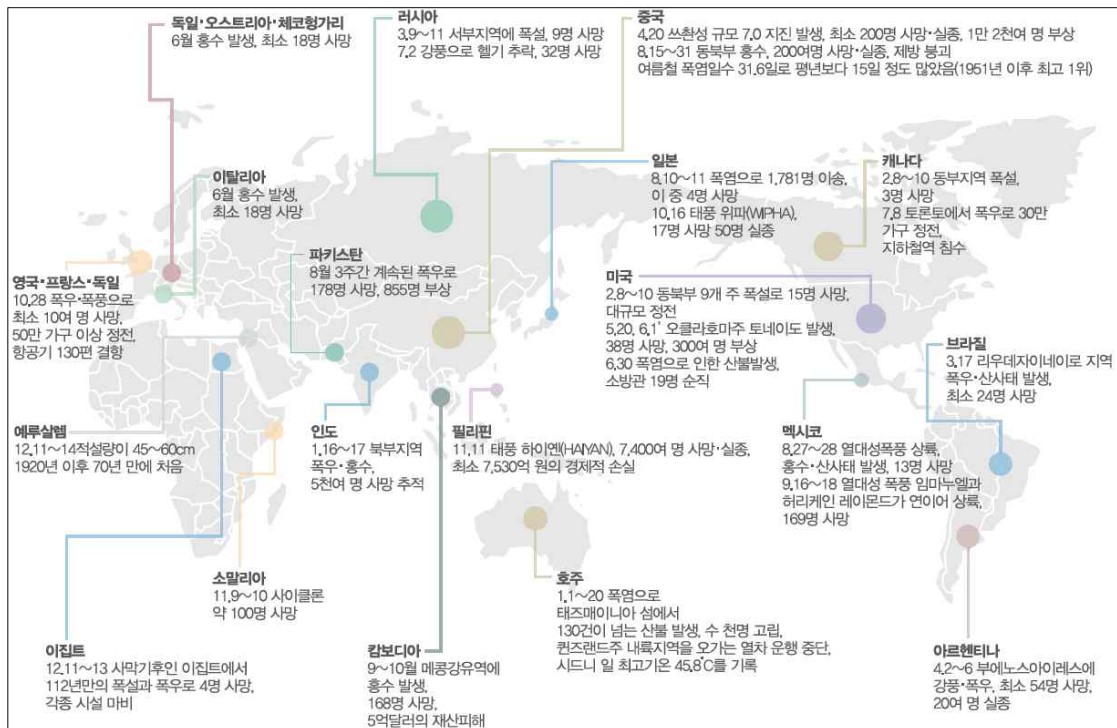 독일·오스트리아·체코헝가리
6월 홍수 발생, 최소 18명 사망
러시아
3.9~11 서부지역에 폭설, 9명 사망
7.2 강풍으로 헬기 추락, 32명 사망
중국
4.20 쓰촨성 규모 7.0 지진 발생, 최소 200명 사망·실종, 1만 2천여 명 부상
8.15~31 동북부 홍수, 200여명 사망·실종, 제방 붕괴
여름철 폭염일수 31.6일로 평년보다 15일 정도 많았음(1951년 이후 최고 1위)
이탈리아
6월 홍수 발생,
최소 18명 사망
일본
8.10~11 폭염으로 1,781명 이송,
이 중 4명 사망
10.16 태풍 위파(WIPHA),
17명 사망 50명 실종
캐나다
2.8~10 동부지역 폭설,
3명 사망
7.8 토론토에서 폭우로 30만
가구 정전,
지하철역 침수
영국·프랑스·독일
10.28 폭우·폭풍으로
최소 10여 명 사망,
50만 가구 이상 정전,
항공기 130편 결항
파키스탄
8월 3주간 계속된 폭우로
178명 사망, 855명 부상
미국
2.8~10 동북부 9개 주 폭설로 15명 사망,
대규모 정전
5.20, 6.1' 오클라호마주 토네이도 발생,
38명 사망, 300여 명 부상
6.30 폭염으로 인한 산불발생,
소방관 19명 순직
브라질
3.17 리우데자이네이로 지역
폭우·산사태 발생,
최소 24명 사망
예루살렘
12.11~14적설량이 45~60cm
1920년 이후 70년 만에 처음
인도
1.16~17 북부지역
폭우·홍수,
5천여 명 사망 추적
필리핀
11.11 태풍 하이옌(HAIYAN), 7,400여 명 사망·실종,
최소 7,530억 원의 경제적 손실
멕시코
8.27~28 열대성폭풍 상륙,
홍수·산사태 발생, 13명 사망
9.16~18 열대성 폭풍 임마누엘과
허리케인 레이몬드가 연이어 상륙,
169명 사망
소말리아
11.9~10 사이클론
약 100명 사망
호주
1.1~20 폭염으로
태즈매이니아 섬에서
130건이 넘는 산불 발생, 수 천명 고립,
퀸즈랜드주 내륙지역을 오가는 열차 운행 중단,
시드니 일 최고기온 45.8℃를 기록
이집트
12.11~13 사막기후인 이집트에서
112년만의 폭설과 폭우로 4명 사망,
각종 시설 마비
캄보디아
9~10월 메콩강유역에
홍수 발생,
168명 사망,
5억달러의 재산피해
아르헨티나
4.2~6 부에노스아이레스에
강풍·폭우, 최소 54명 사망,
20여 명 실종